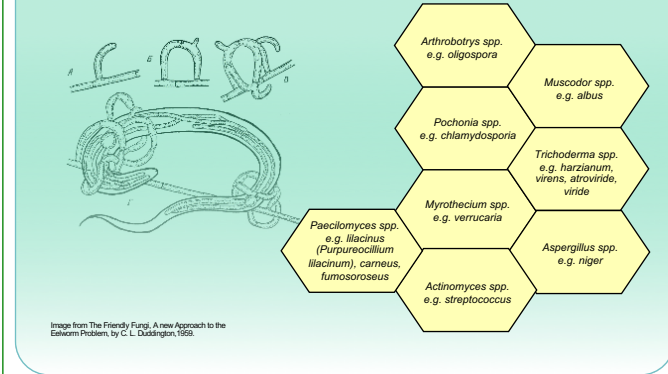 Arthrobotrys spp.
e.g. oligospora
Muscodor spp.
e.g. albus
Pochonia spp.
e.g. chlamydosporia
Trichoderma spp.
e.g. harzianum,
virens, atroviride,
viride
Myrothecium spp.
e.g. verrucaria
Paecilomyces spp.
e.g. lilacinus
(Purpureocillium
lilacinum), carneus,
fumosoroseus
Aspergillus spp.
e.g. niger
Actinomyces spp.
e.g. streptococcus
Image from The Friendly Fungi, A new Approach to the
Eelworm Problem, by C. L. Duddington,1959.